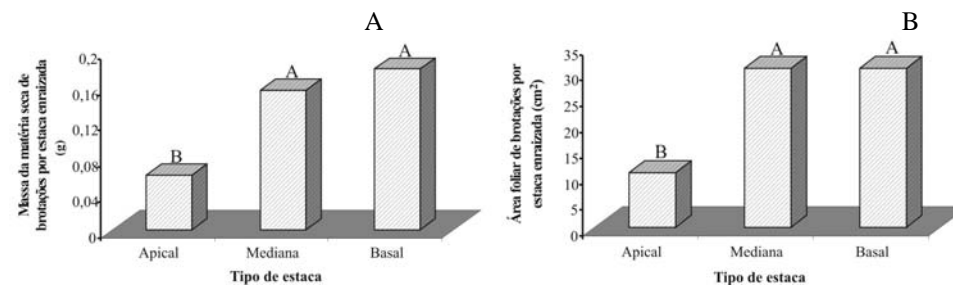 A
Massa da matéria seca de
brotações por estaca enraizada
(g)
0,2
0,16
0,12
0,08
0,04
0
B
A
A
Apical
Mediana
Basal
Tipo de estaca
B
Área foliar de brotações por
estaca enraizada (cm²)
35
30
25
20
15
10
5
0
B
A
A
Apical
Mediana
Basal
Tipo de estaca